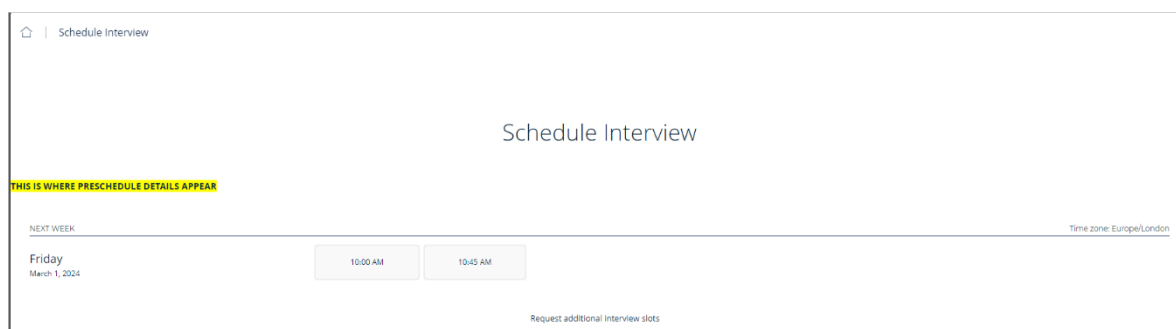 Schedule Interview
Schedule Interview
THIS IS WHERE PRESCHEDULE DETAILS APPEAR
NEXT WEEK Time zone: Europe/London
Friday 10:00 AM 10:45 AM
March 1, 2024
Request additional interview slots